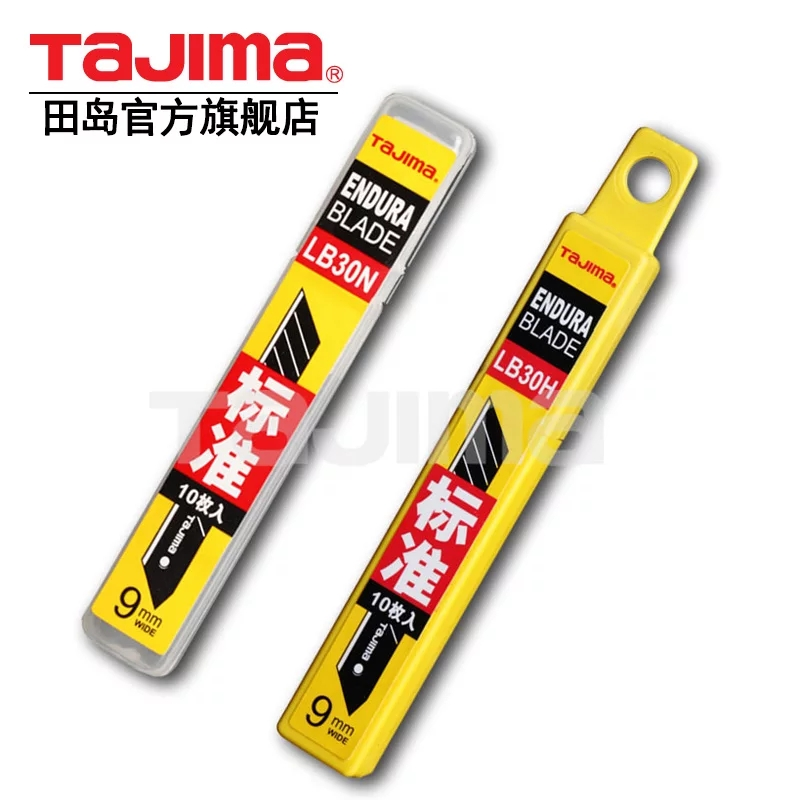 TAJIMA®
田岛官方旗舰店
TAJIMA®
ENDURA
BLADE
LB30N
标准
10枚入
TAJIMA
9mm
WIDE
TAJIMA®
ENDURA
BLADE
LB30H
标准
10枚入
TAJIMA
9mm
WIDE
TAJIMA